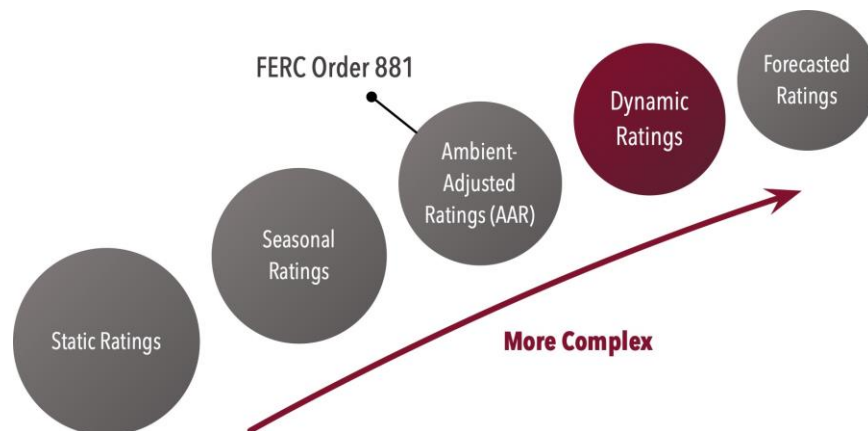 FERC Order 881
Forecasted
Ratings
Dynamic
Ratings
Ambient-
Adjusted
Ratings (AAR)
Seasonal
Ratings
Static Ratings
More Complex